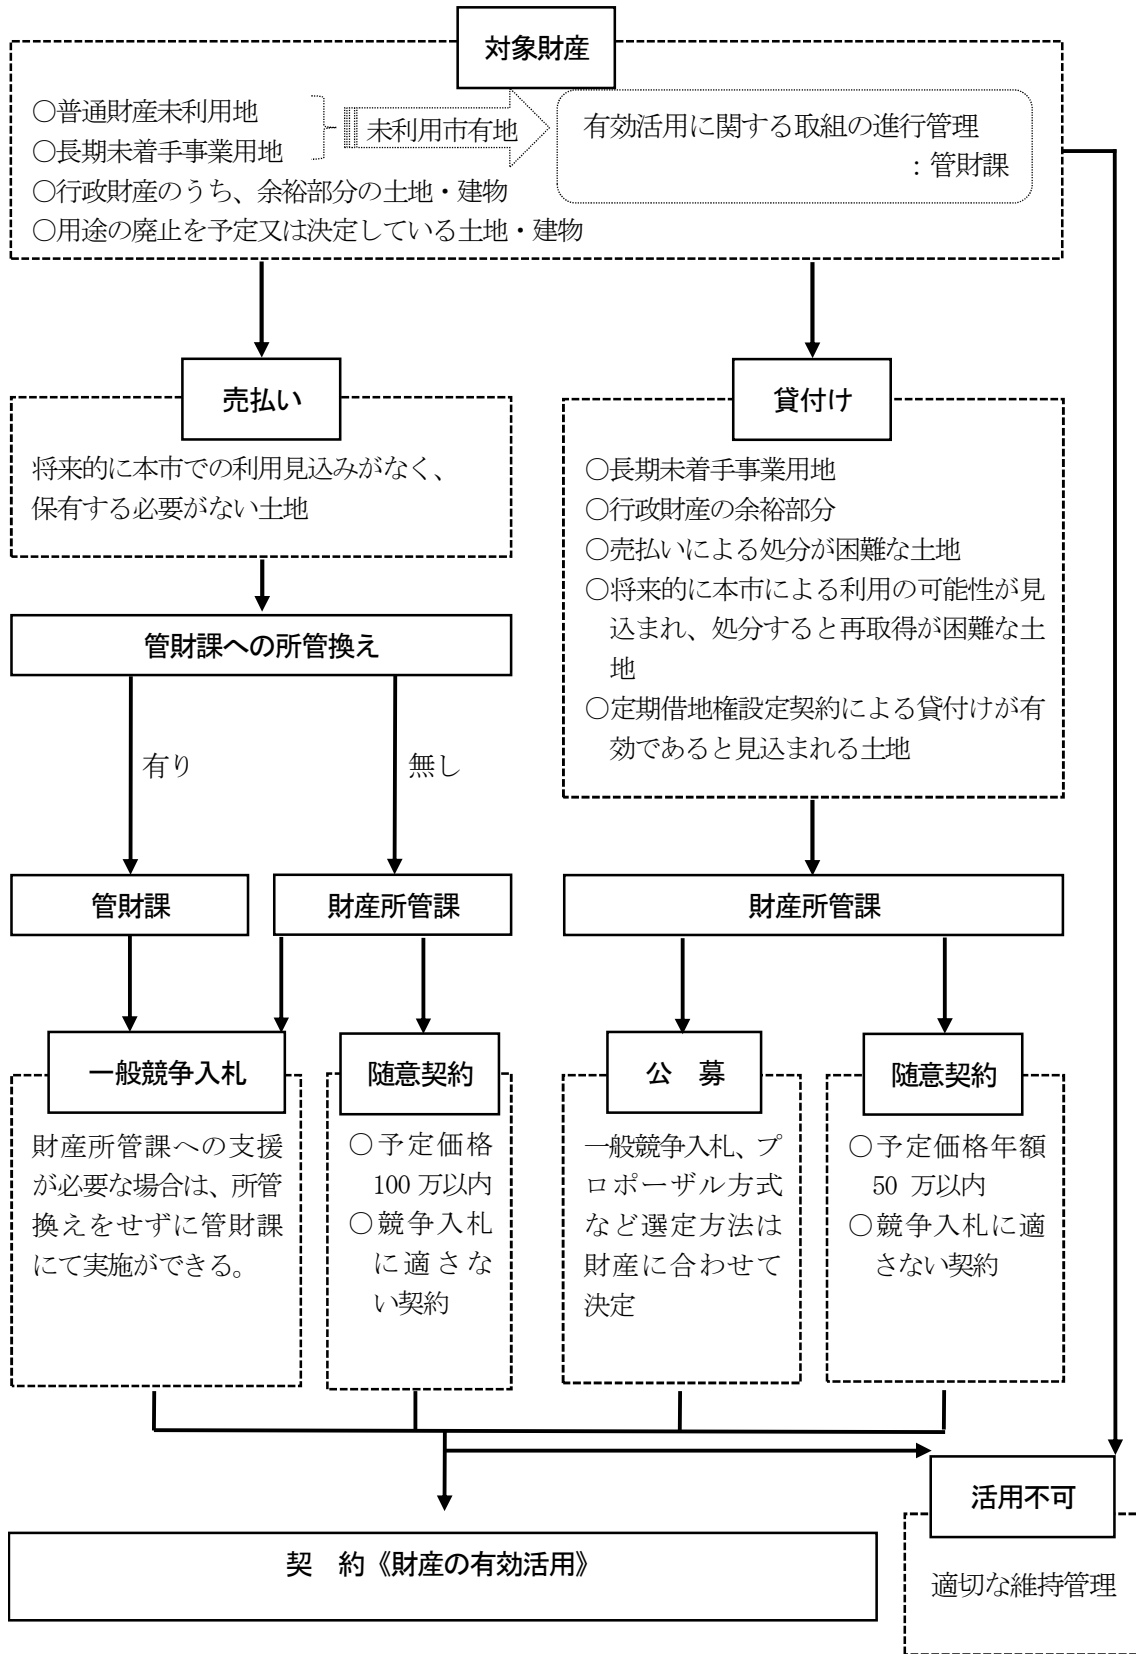 対象財産
○普通財産未利用地
○長期未着手事業用地
未利用市有地
有効活用に関する取組の進行管理
：管財課
○行政財産のうち、余裕部分の土地・建物
○用途の廃止を予定又は決定している土地・建物
売払い
将来的に本市での利用見込みがなく、
保有する必要がない土地
貸付け
○長期未着手事業用地
○行政財産の余裕部分
○売払いによる処分が困難な土地
○将来的に本市による利用の可能性が見
込まれ、処分すると再取得が困難な土
地
○定期借地権設定契約による貸付けが有
効であると見込まれる土地
管財課への所管換え
有り
無し
管財課
財産所管課
財産所管課
一般競争入札
財産所管課への支援
が必要な場合は、所管
換えをせずに管財課
にて実施ができる。
随意契約
○予定価格
100 万以内
○競争入札
に適さな
い契約
公　募
一般競争入札、プ
ロポーザル方式
など選定方法は
財産に合わせて
決定
随意契約
○予定価格年額
50 万以内
○競争入札に適
さない契約
契　約《財産の有効活用》
活用不可
適切な維持管理